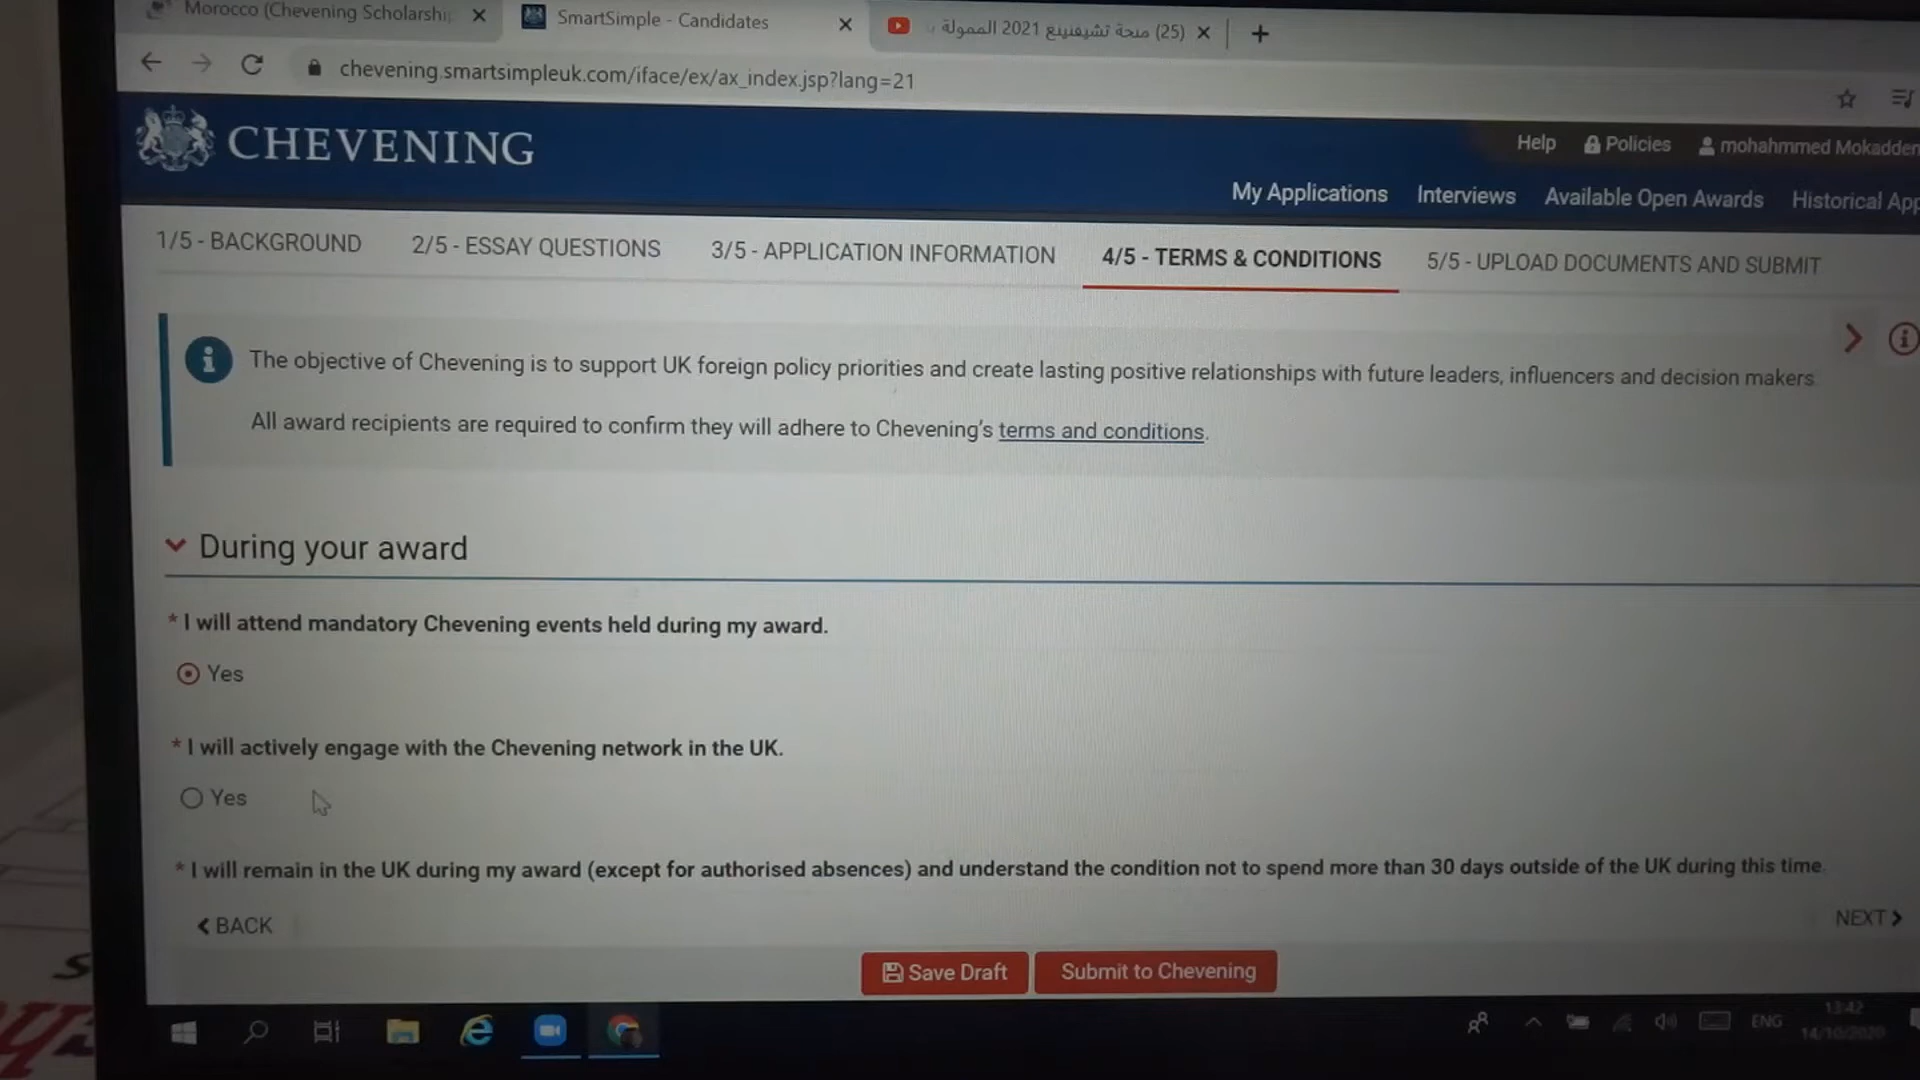 Morocco (Chevening Scholarshi
SmartSimple - Candidates
(25) منحة تشيفنينغ 2021 الممولة ب
chevening.smartsimpleuk.com/iface/ex/ax_index.jsp?lang=21
CHEVENING
Help Policies mohahmmed Mokadden
My Applications Interviews Available Open Awards Historical App
1/5 - BACKGROUND 2/5 - ESSAY QUESTIONS 3/5 - APPLICATION INFORMATION 4/5 - TERMS & CONDITIONS 5/5 - UPLOAD DOCUMENTS AND SUBMIT
The objective of Chevening is to support UK foreign policy priorities and create lasting positive relationships with future leaders, influencers and decision makers.
All award recipients are required to confirm they will adhere to Chevening's terms and conditions.
During your award
* I will attend mandatory Chevening events held during my award.
Yes
* I will actively engage with the Chevening network in the UK.
Yes
* I will remain in the UK during my award (except for authorised absences) and understand the condition not to spend more than 30 days outside of the UK during this time.
BACK
NEXT
Save Draft Submit to Chevening
ENG
13:42
14/10/2020